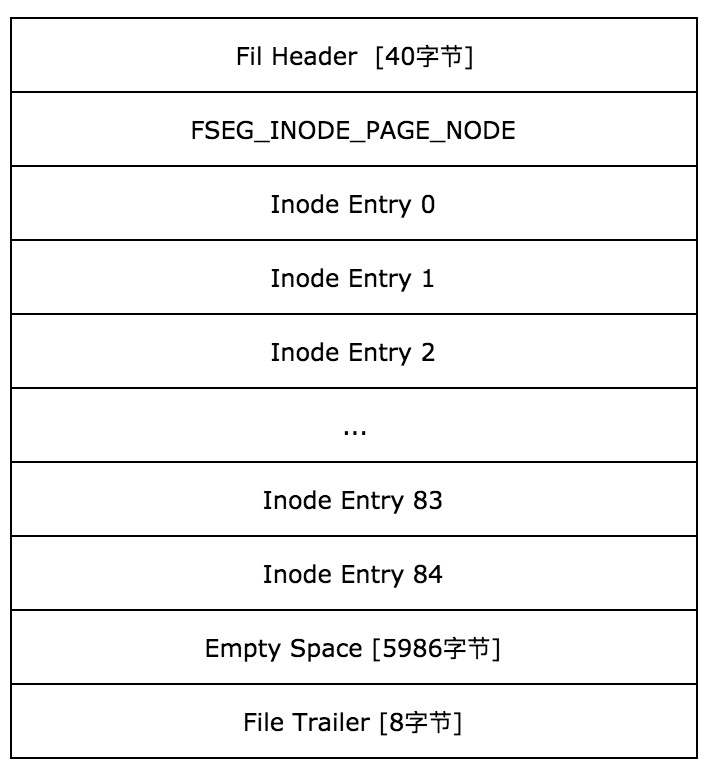 Fil Header  [40字节]
FSEG_INODE_PAGE_NODE
Inode Entry 0
Inode Entry 1
Inode Entry 2
...
Inode Entry 83
Inode Entry 84
Empty Space [5986字节]
File Trailer [8字节]